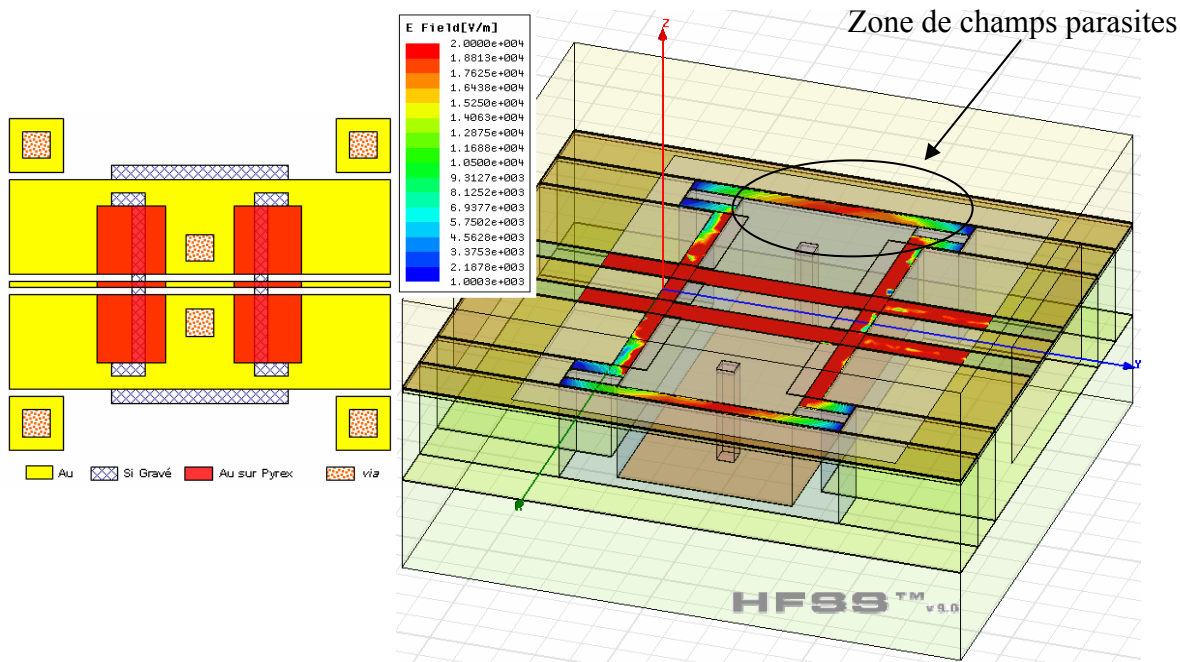 Zone de champs parasites
E Field[V/m]
2.0000e+004
1.8813e+004
1.7625e+004
1.6438e+004
1.5250e+004
1.4063e+004
1.2875e+004
1.1688e+004
1.0500e+004
9.3127e+003
8.1252e+003
6.9377e+003
5.7502e+003
4.5628e+003
3.3753e+003
2.1878e+003
1.0003e+003
Z
Y
Au
Si Gravé
Au sur Pyrex
via
HFSS™ v 9.0